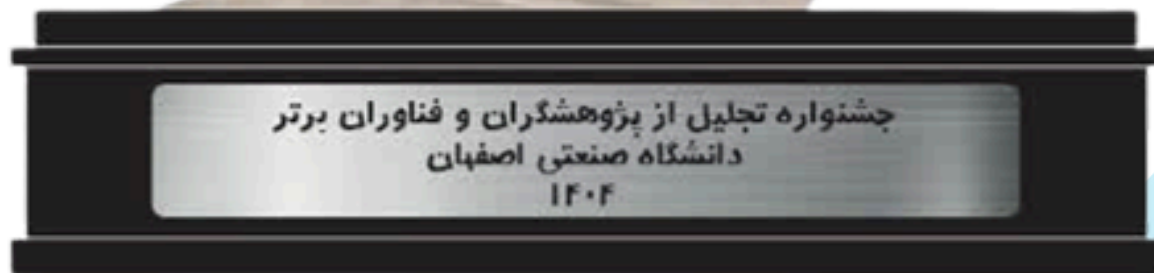 جشنواره تجلیل از پژوهشگران و فناوران برتر
دانشگاه صنعتی اصفهان
۱۴۰۴